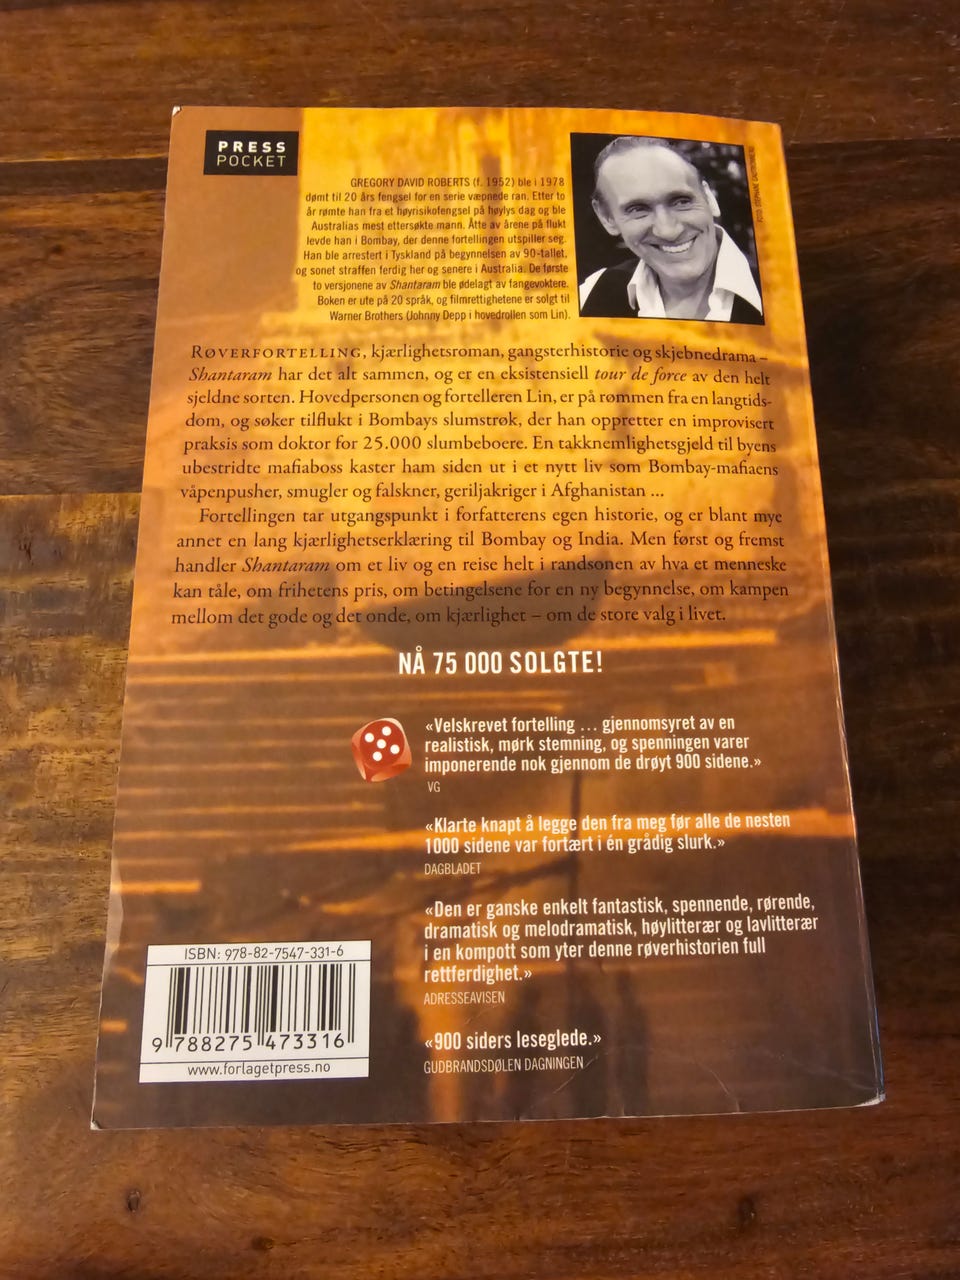 PRESS
POCKET
GREGORY DAVID ROBERTS (f. 1952) ble i 1978
dømt til 20 års fengsel for en serie væpnede ran. Etter to
år rømte han fra et høyrisikofengsel på høylys dag og ble
Australias mest ettersøkte mann. Åtte av årene på flukt
levde han i Bombay, der denne fortellingen utspiller seg.
Han ble arrestert i Tyskland på begynnelsen av 90-tallet,
og sonet straffen ferdig her og senere i Australia. De første
to versjonene av Shantaram ble ødelagt av fangevoktere.
Boken er ute på 20 språk, og filmrettighetene er solgt til
Warner Brothers (Johnny Depp i hovedrollen som Lin).
RØVERFORTELLING, kjærlighetsroman, gangsterhistorie og skjebnedrama –
Shantaram har det alt sammen, og er en eksistensiell tour de force av den helt
sjeldne sorten. Hovedpersonen og fortelleren Lin, er på rømmen fra en langtids-
dom, og søker tilflukt i Bombays slumstrøk, der han oppretter en improvisert
praksis som doktor for 25.000 slumbeboere. En takknemlighetsgjeld til byens
ubestridte mafiaboss kaster ham siden ut i et nytt liv som Bombay-mafiaens
våpenpusher, smugler og falskner, geriljakriger i Afghanistan ...
Fortellingen tar utgangspunkt i forfatterens egen historie, og er blant mye
annet en lang kjærlighetserklæring til Bombay og India. Men først og fremst
handler Shantaram om et liv og en reise helt i randsonen av hva et menneske
kan tåle, om frihetens pris, om betingelsene for en ny begynnelse, om kampen
mellom det gode og det onde, om kjærlighet – om de store valg i livet.
NÅ 75 000 SOLGTE!
«Velskrevet fortelling ... gjennomsyret av en
realistisk, mørk stemning, og spenningen varer
imponerende nok gjennom de drøyt 900 sidene.»
VG
«Klarte knapt å legge den fra meg før alle de nesten
1000 sidene var fortært i én grådig slurk.»
DAGBLADET
«Den er ganske enkelt fantastisk, spennende, rørende,
dramatisk og melodramatisk, høylitterær og lavlitterær
i en kompott som yter denne røverhistorien full
rettferdighet.»
ADRESSEAVISEN
«900 siders leseglede.»
GUDBRANDSDØLEN DAGNINGEN
ISBN: 978-82-7547-331-6
9 788275 473316
www.forlagetpress.no